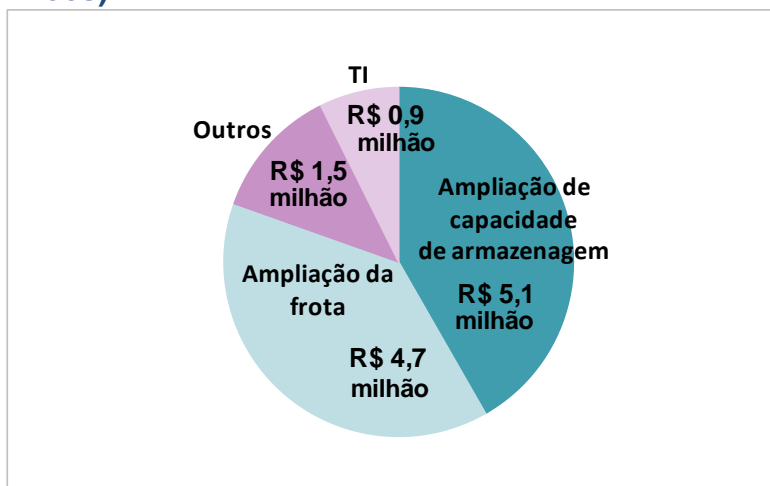 TI
R$ 0,9
milhão
Outros
R$ 1,5
milhão
Ampliação de
capacidade
de armazenagem
R$ 5,1
milhão
Ampliação da
frota
R$ 4,7
milhão